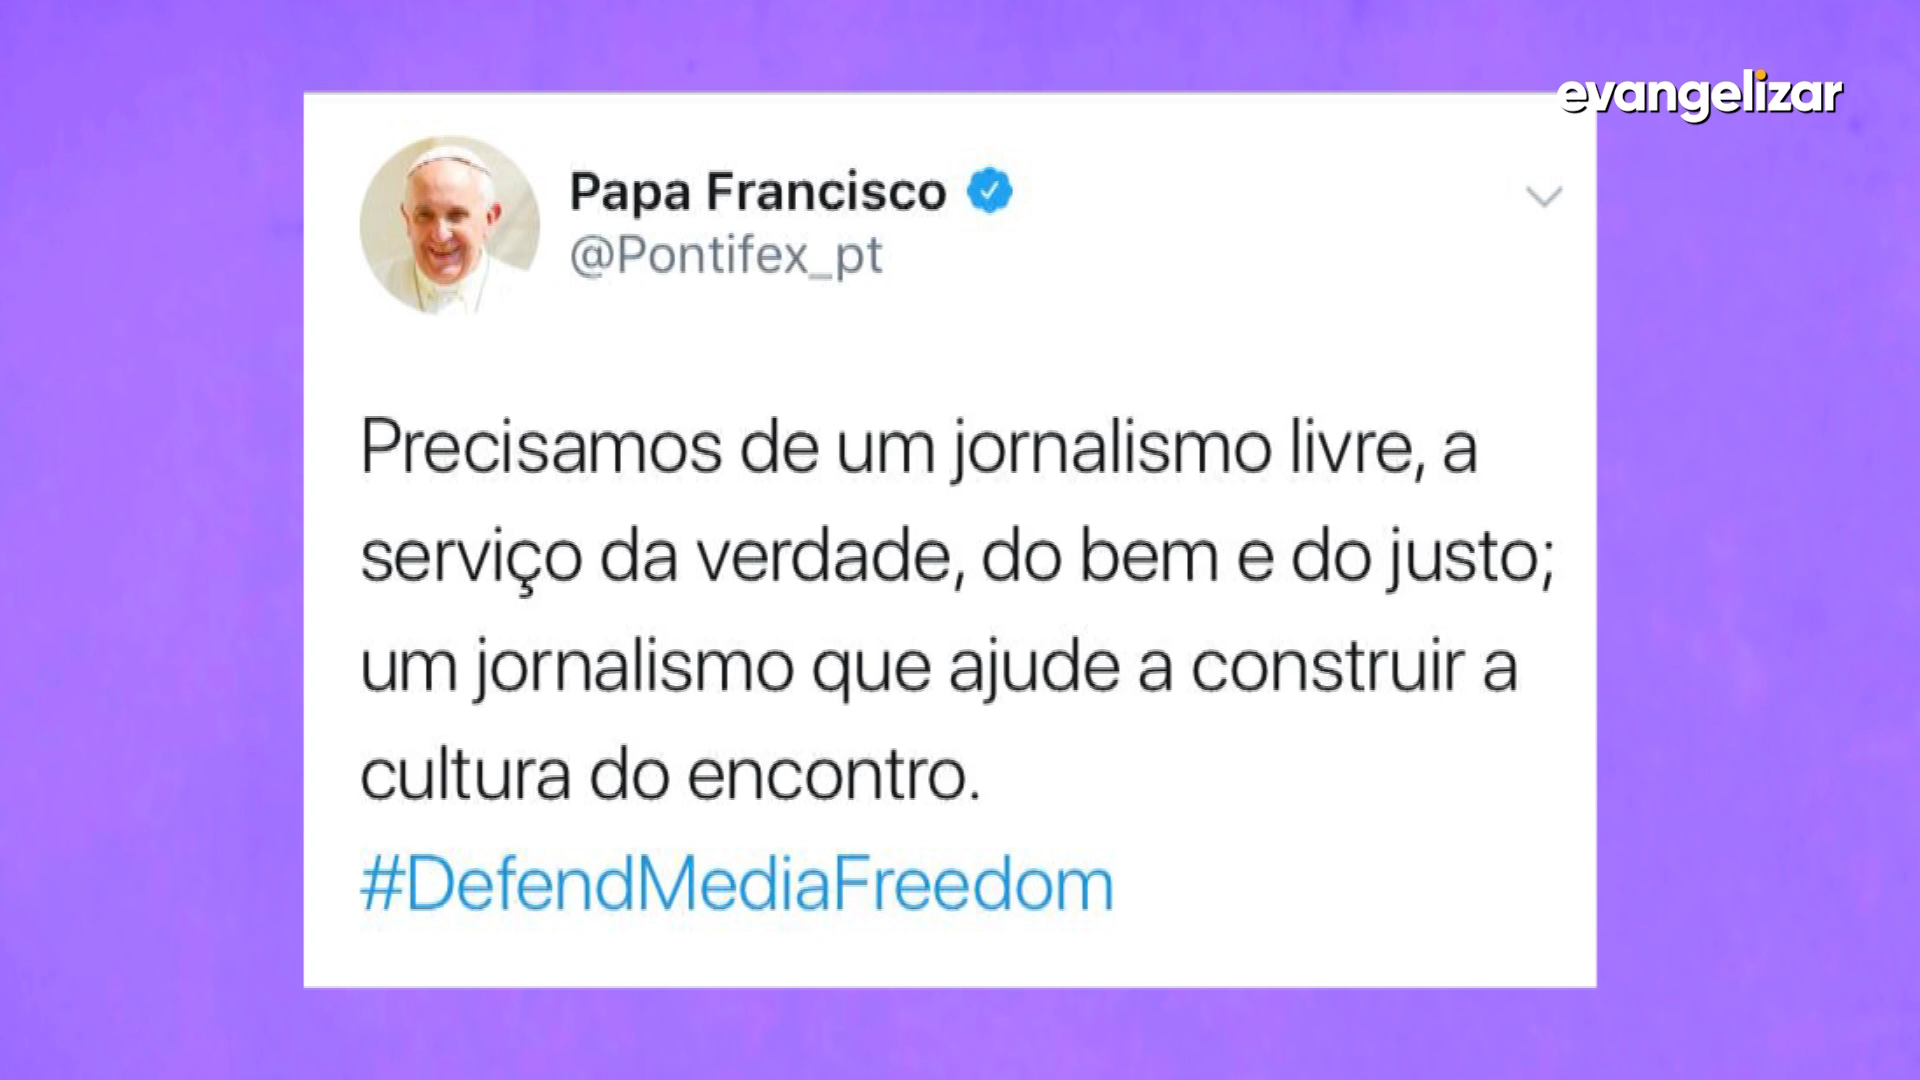 evangelizar
Papa Francisco
@Pontifex_pt
Precisamos de um jornalismo livre, a
serviço da verdade, do bem e do justo;
um jornalismo que ajude a construir a
cultura do encontro.
#DefendMediaFreedom